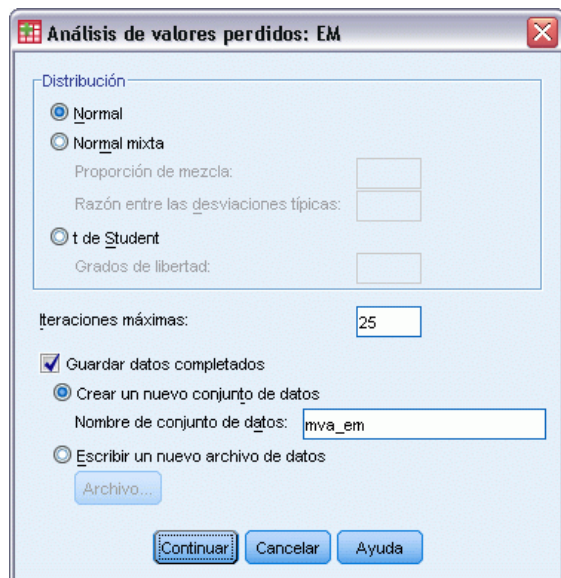 Análisis de valores perdidos: EM
Distribución
Normal
Normal mixta
Proporción de mezcla:
Razón entre las desviaciones típicas:
t de Student
Grados de libertad:
Iteraciones máximas: 25
Guardar datos completados
Crear un nuevo conjunto de datos
Nombre de conjunto de datos: mva_em
Escribir un nuevo archivo de datos
Archivo...
Continuar Cancelar Ayuda